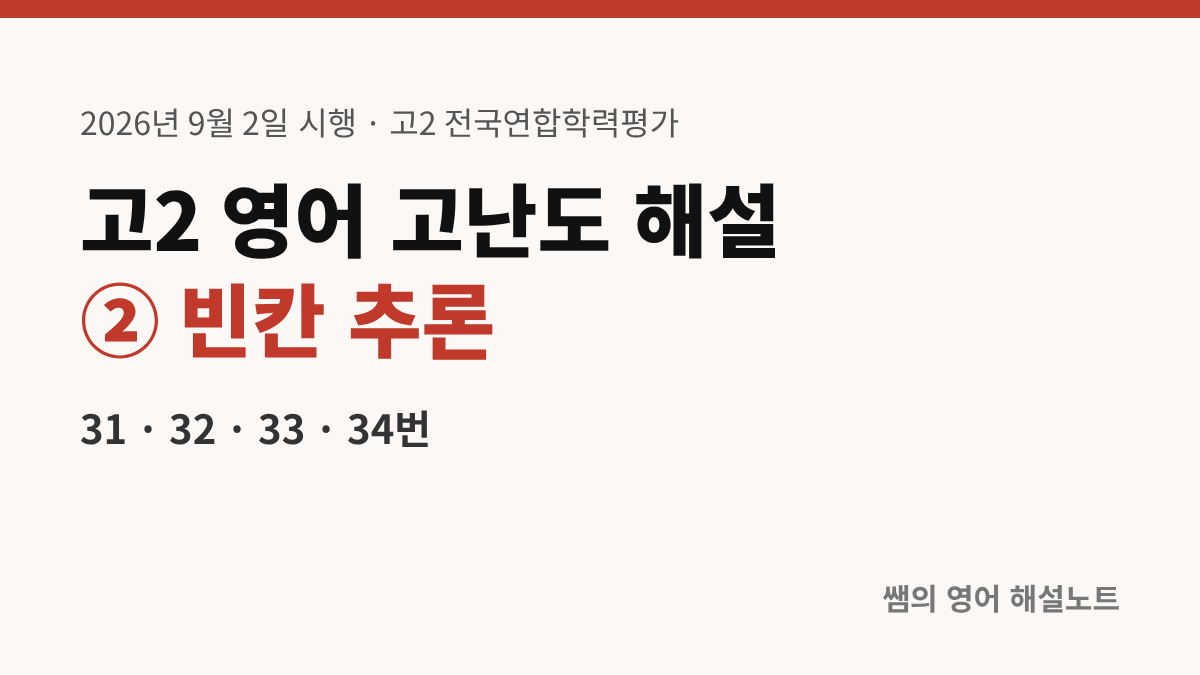 2026년 9월 2일 시행 · 고2 전국연합학력평가
고2 영어 고난도 해설
② 빈칸 추론
31 · 32 · 33 · 34번
쌤의 영어 해설노트